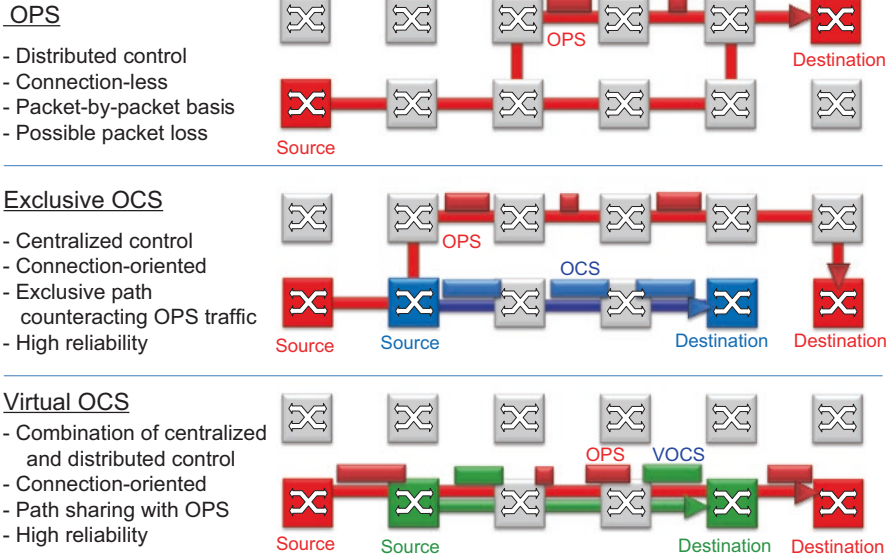 OPS
- Distributed control
- Connection-less
- Packet-by-packet basis
- Possible packet loss
OPS
Destination
Source
Exclusive OCS
- Centralized control
- Connection-oriented
- Exclusive path
counteracting OPS traffic
- High reliability
OPS
OCS
Source
Source
Destination
Destination
Virtual OCS
- Combination of centralized
and distributed control
- Connection-oriented
- Path sharing with OPS
- High reliability
OPS
VOCS
Source
Source
Destination
Destination